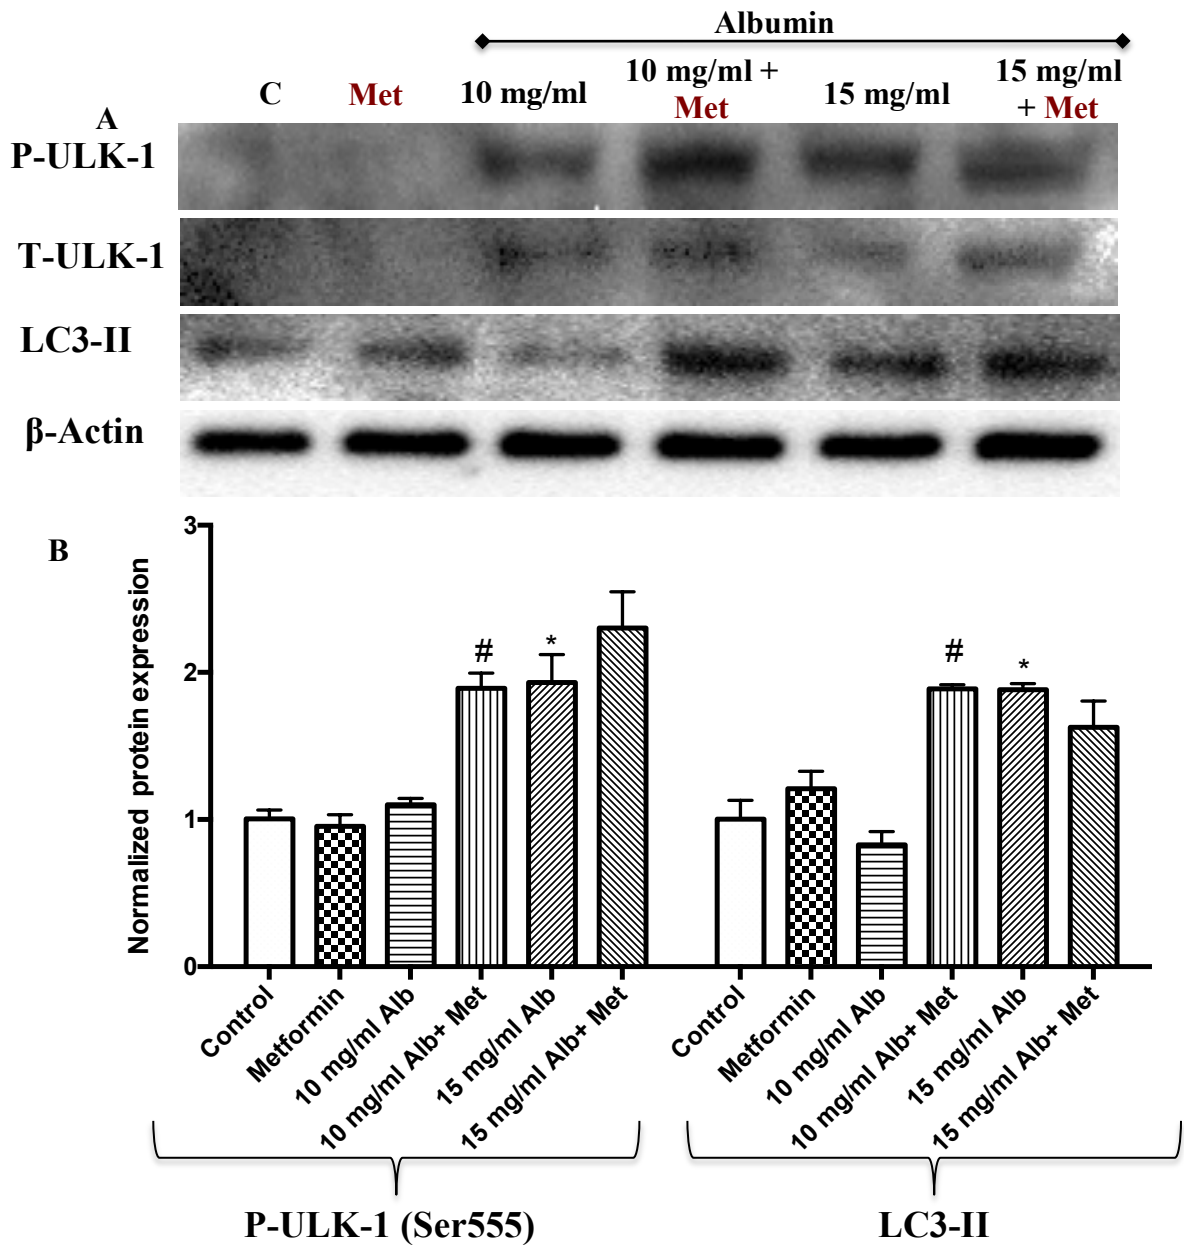 Albumin
C
Met
10 mg/ml
10 mg/ml +
Met
15 mg/ml
15 mg/ml
+ Met
A
P-ULK-1
T-ULK-1
LC3-II
β-Actin
B
Normalized protein expression
3
2
1
0
#
*
#
*
Control
Metformin
10 mg/ml Alb
10 mg/ml Alb+ Met
15 mg/ml Alb
15 mg/ml Alb+ Met
Control
Metformin
10 mg/ml Alb
10 mg/ml Alb+ Met
15 mg/ml Alb
15 mg/ml Alb+ Met
P-ULK-1 (Ser555)
LC3-II